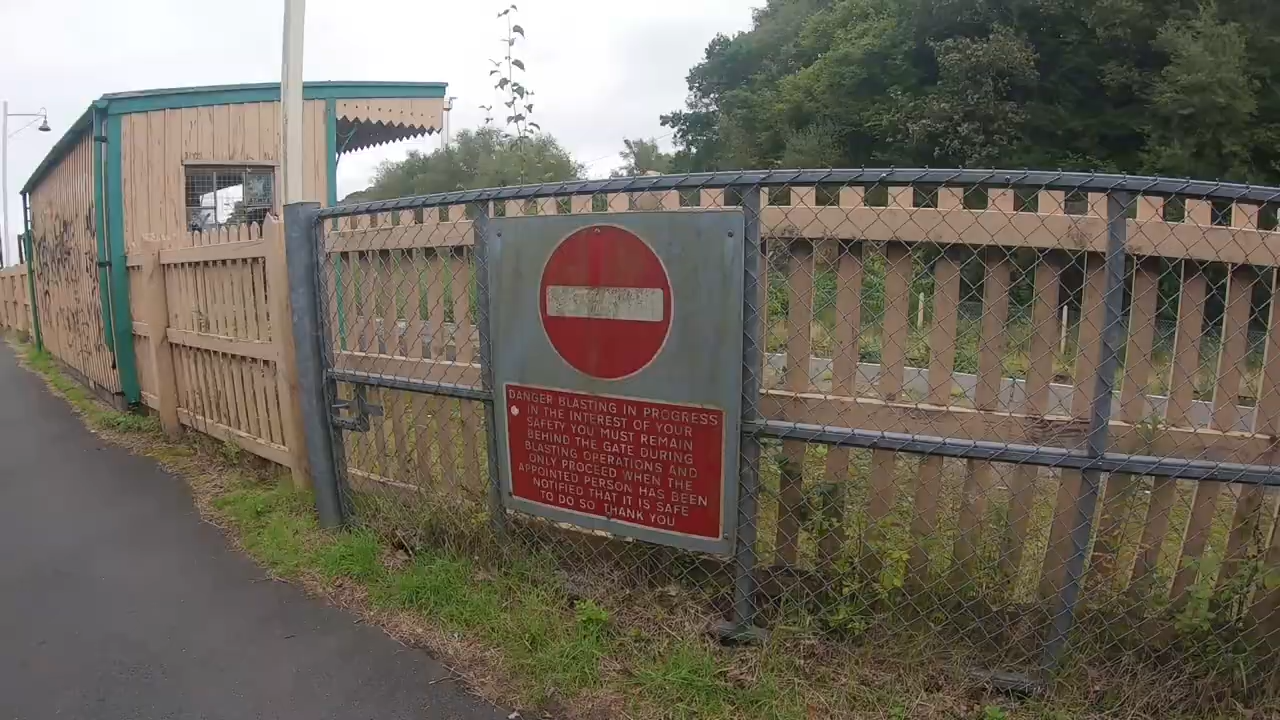 DANGER BLASTING IN PROGRESS
IN THE INTEREST OF YOUR
SAFETY YOU MUST REMAIN
BEHIND THE GATE DURING
BLASTING OPERATIONS AND
ONLY PROCEED WHEN THE
APPOINTED PERSON HAS BEEN
NOTIFIED THAT IT IS SAFE
TO DO SO THANK YOU